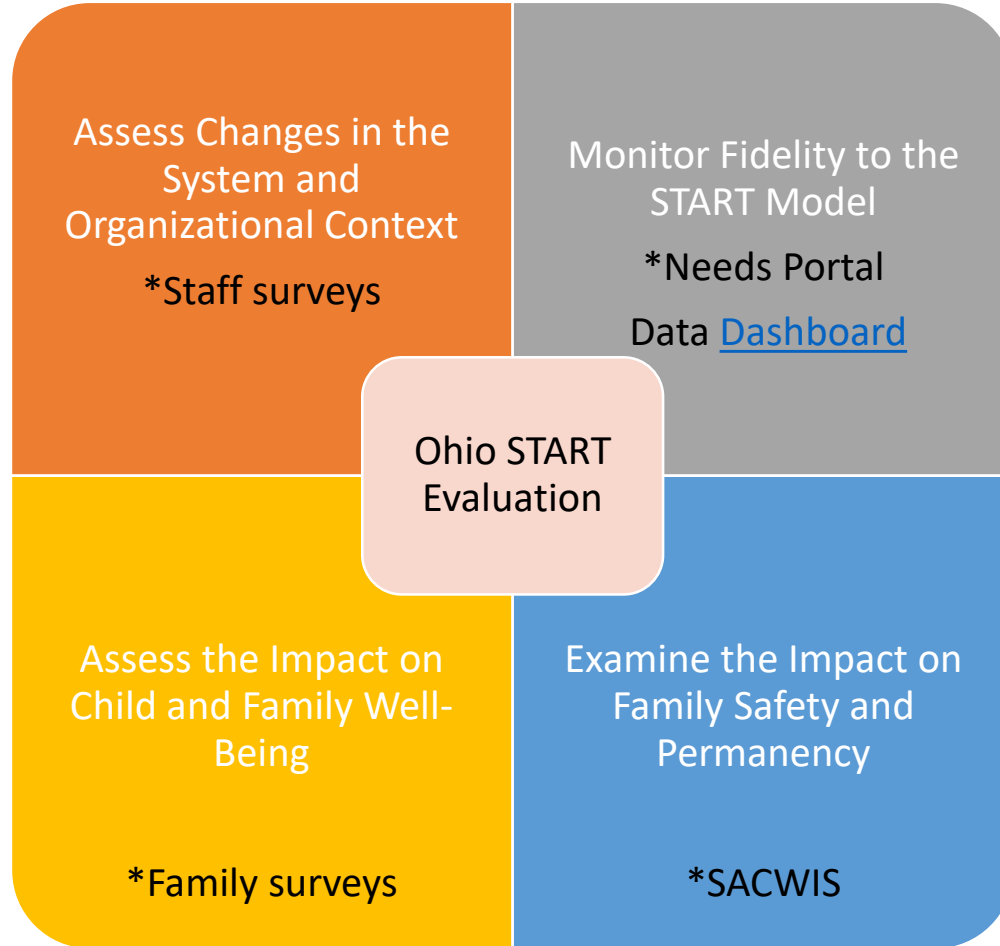 Assess Changes in the
System and
Organizational Context
*Staff surveys
Monitor Fidelity to the
START Model
*Needs Portal
Data Dashboard
Ohio START
Evaluation
Assess the Impact on
Child and Family Well-
Being
*Family surveys
Examine the Impact on
Family Safety and
Permanency
*SACWIS